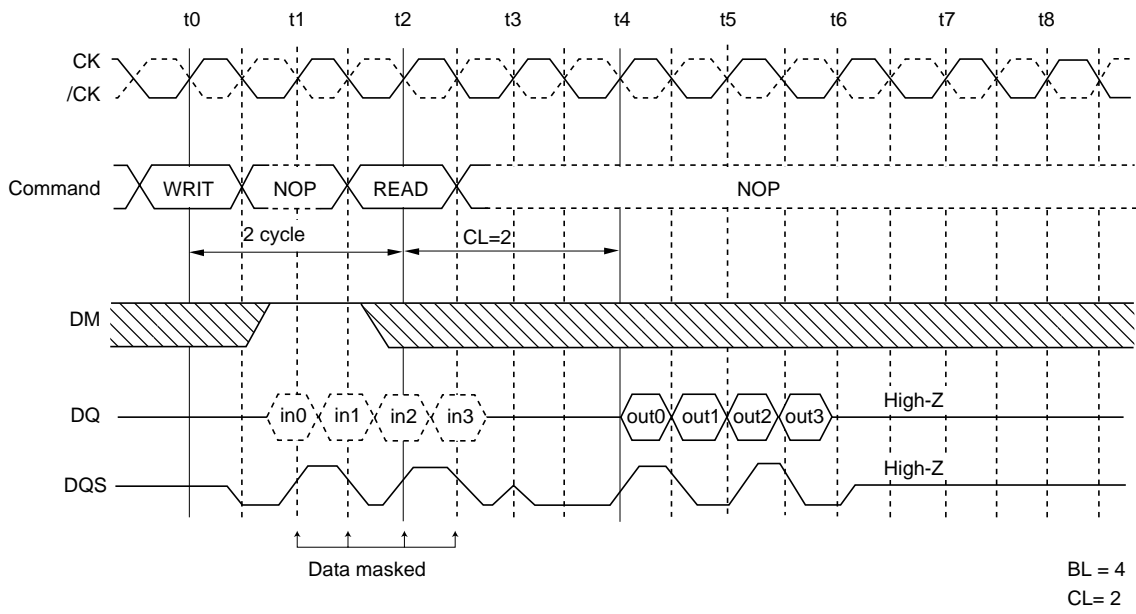 t0 t1 t2 t3 t4 t5 t6 t7 t8
CK
/CK
Command WRIT NOP READ NOP
2 cycle CL=2
DM
DQ in0 in1 in2 in3 out0 out1 out2 out3 High-Z
DQS High-Z
Data masked
BL = 4
CL= 2